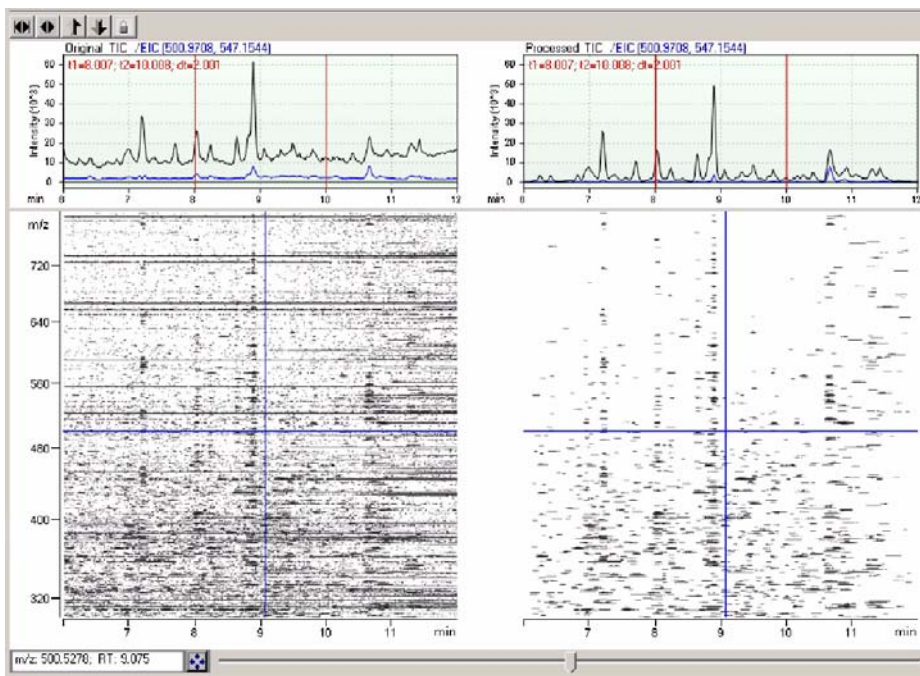 Original TIC ./EIC (500.9708, 547.1544)
t1=8.007; t2=10.008; dt=2.001
Intensity (10^3)
60
50
40
30
20
10
0
min
6 7 8 9 10 11 12
Processed TIC ./EIC (500.9708, 547.1544)
t1=8.007; t2=10.008; dt=2.001
Intensity (10^3)
60
50
40
30
20
10
0
min
6 7 8 9 10 11 12
m/z
720
640
560
480
400
320
6 7 8 9 10 11 min
7 8 9 10 11 min
m/z: 500.5278; RT: 9.075